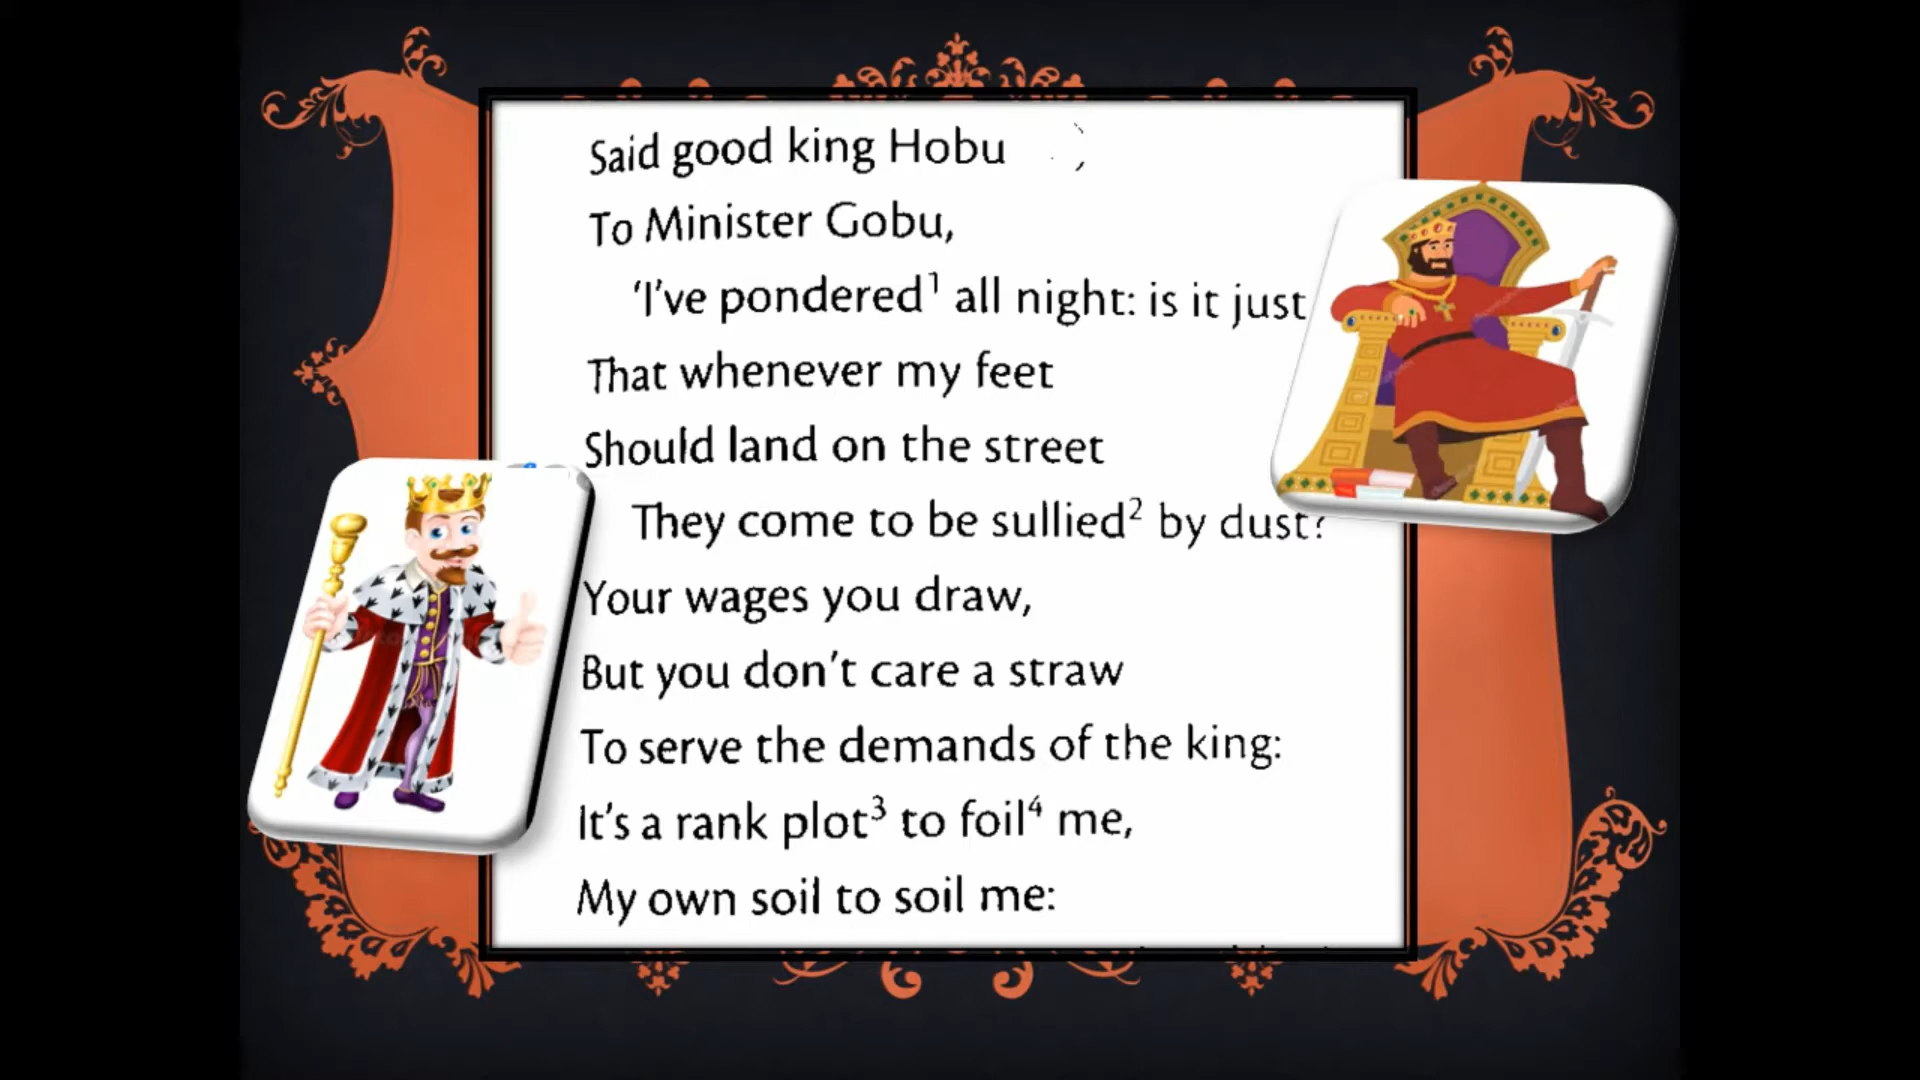 Said good king Hobu
To Minister Gobu,
‘I’ve pondered¹ all night: is it just
That whenever my feet
Should land on the street
They come to be sullied² by dust?
Your wages you draw,
But you don’t care a straw
To serve the demands of the king:
It’s a rank plot³ to foil⁴ me,
My own soil to soil me: